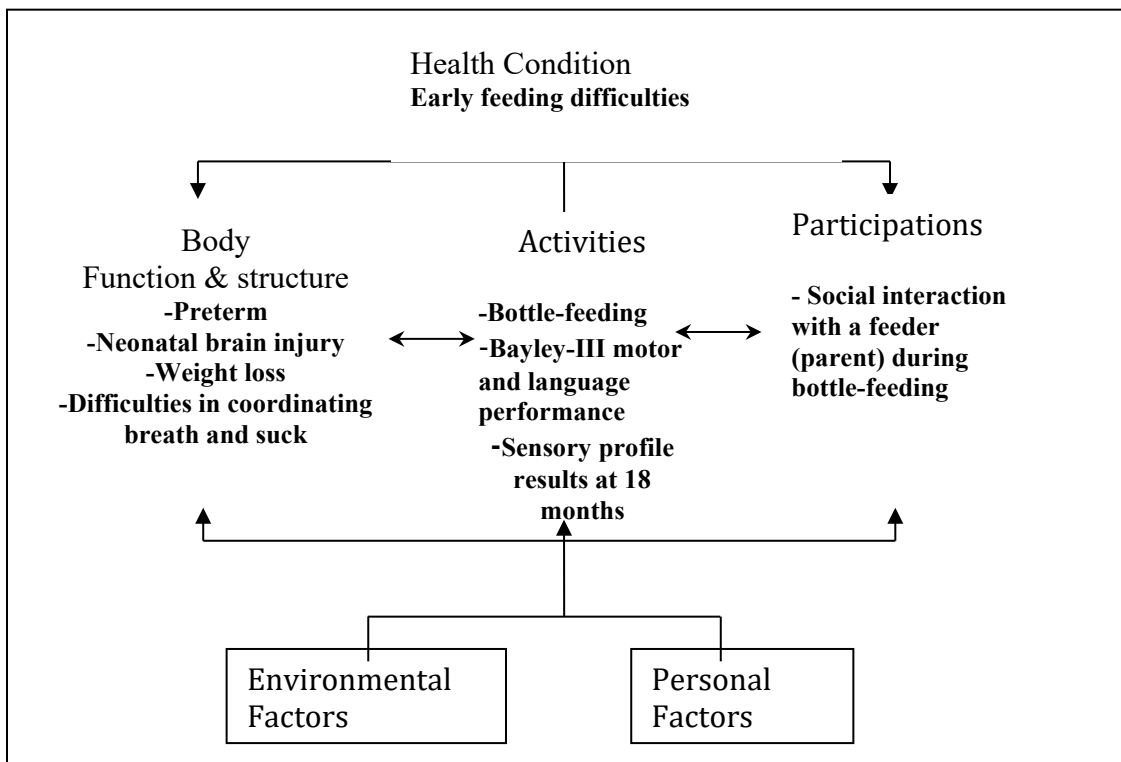 Health Condition
Early feeding difficulties
Body
Function & structure
-Preterm
-Neonatal brain injury
-Weight loss
-Difficulties in coordinating
breath and suck
Activities
-Bottle-feeding
-Bayley-III motor
and language
performance
-Sensory profile
results at 18
months
Participations
- Social interaction
with a feeder
(parent) during
bottle-feeding
Environmental
Factors
Personal
Factors